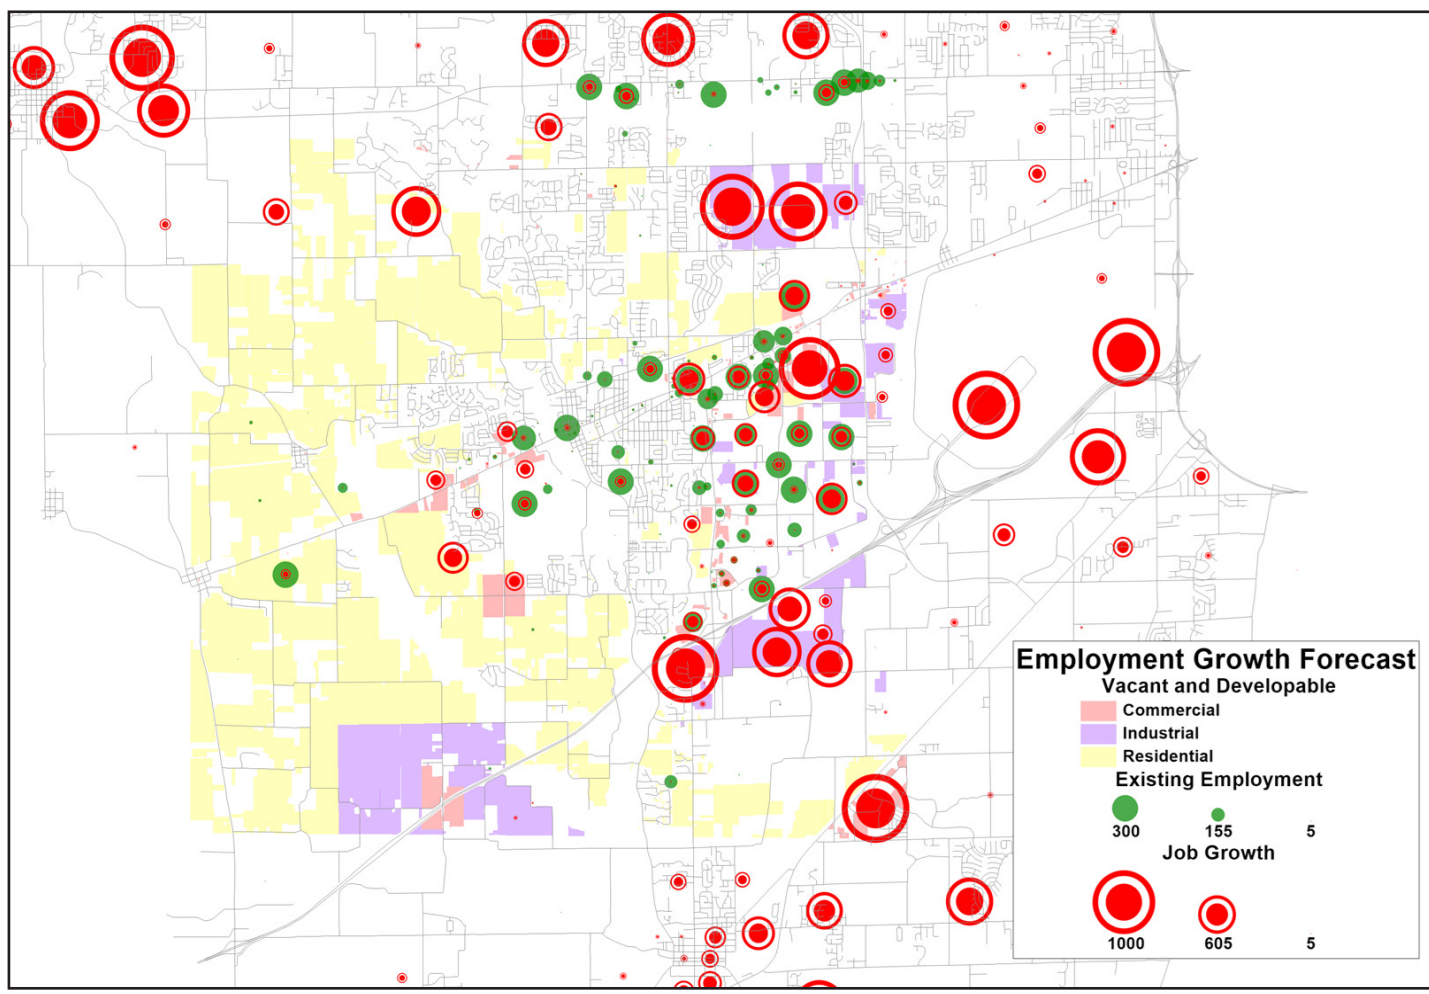 Employment Growth Forecast
Vacant and Developable
Commercial
Industrial
Residential
Existing Employment
300 155 5
Job Growth
1000 605 5